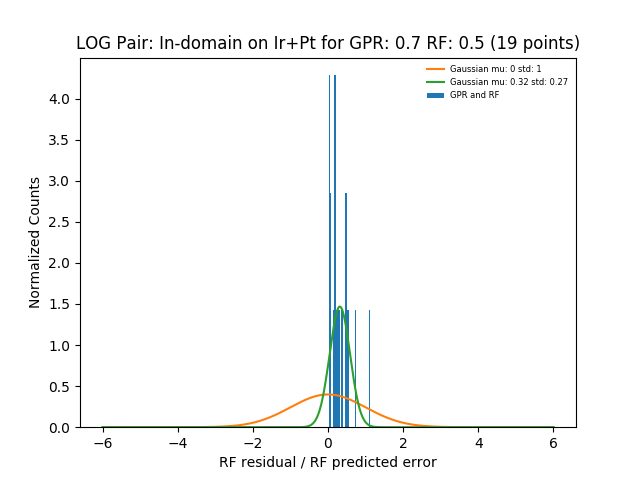 LOG Pair: In-domain on Ir+Pt for GPR: 0.7 RF: 0.5 (19 points)
Gaussian mu: 0 std: 1
Gaussian mu: 0.32 std: 0.27
GPR and RF
Normalized Counts
4.0
3.5
3.0
2.5
2.0
1.5
1.0
0.5
0.0
−6 −4 −2 0 2 4 6
RF residual / RF predicted error